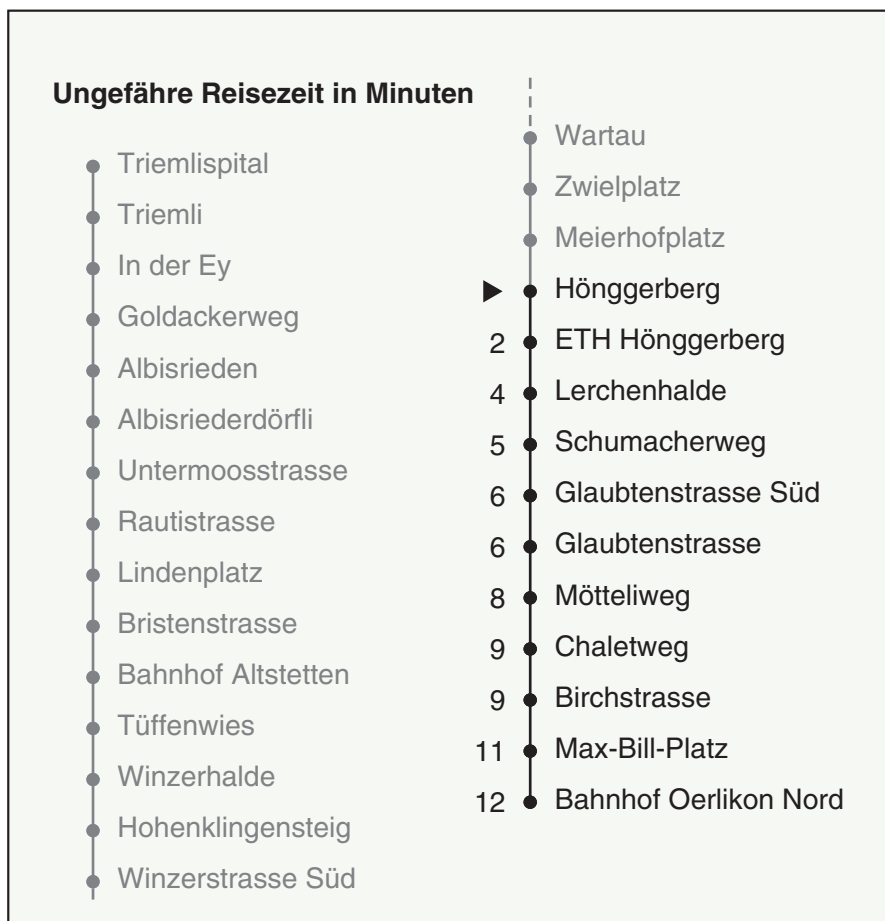 Ungefähre Reisezeit in Minuten
Triemlispital
Triemli
In der Ey
Goldackerweg
Albisrieden
Albisriederdörfli
Untermoosstrasse
Rautistrasse
Lindenplatz
Bristenstrasse
Bahnhof Altstetten
Tüffenwies
Winzerhalde
Hohenklingensteig
Winzerstrasse Süd
Wartau
Zwielplatz
Meierhofplatz
Hönggerberg
2 ETH Hönggerberg
4 Lerchenhalde
5 Schumacherweg
6 Glaubtenstrasse Süd
6 Glaubtenstrasse
8 Mötteliweg
9 Chaletweg
9 Birchstrasse
11 Max-Bill-Platz
12 Bahnhof Oerlikon Nord